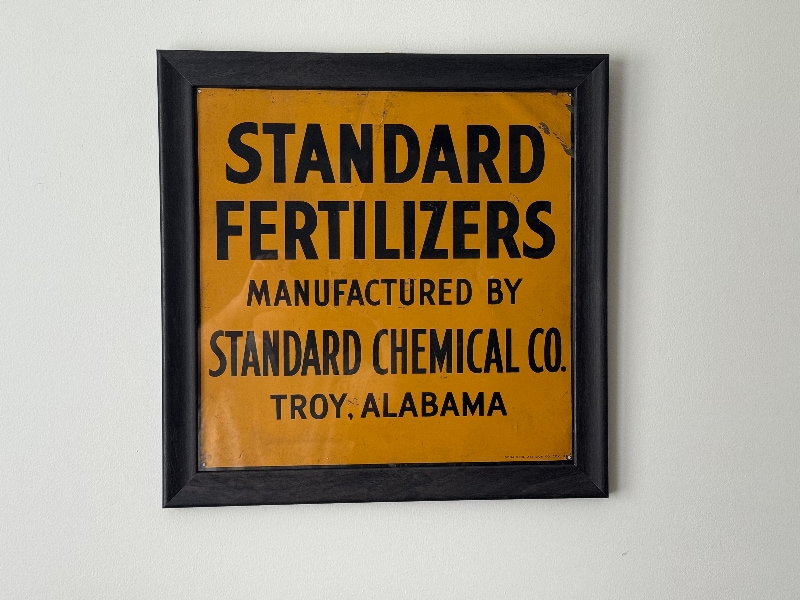 STANDARD
FERTILIZERS
MANUFACTURED BY
STANDARD CHEMICAL CO.
TROY, ALABAMA